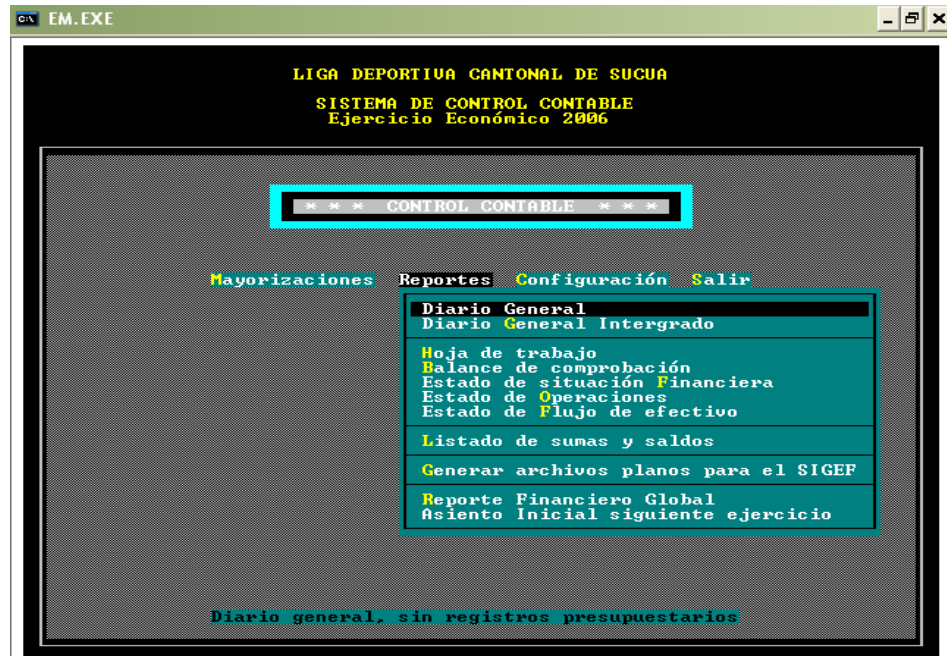 EM.EXE
LIGA DEPORTIVA CANTONAL DE SUCUA
SISTEMA DE CONTROL CONTABLE
Ejercicio Económico 2006
* * * CONTROL CONTABLE * * *
Mayorizaciones Reportes Configuración Salir
Diario General
Diario General Intergrado
Hoja de trabajo
Balance de comprobación
Estado de situación Financiera
Estado de Operaciones
Estado de Flujo de efectivo
Listado de sumas y saldos
Generar archivos planos para el SIGEF
Reporte Financiero Global
Asiento Inicial siguiente ejercicio
Diario general, sin registros presupuestarios